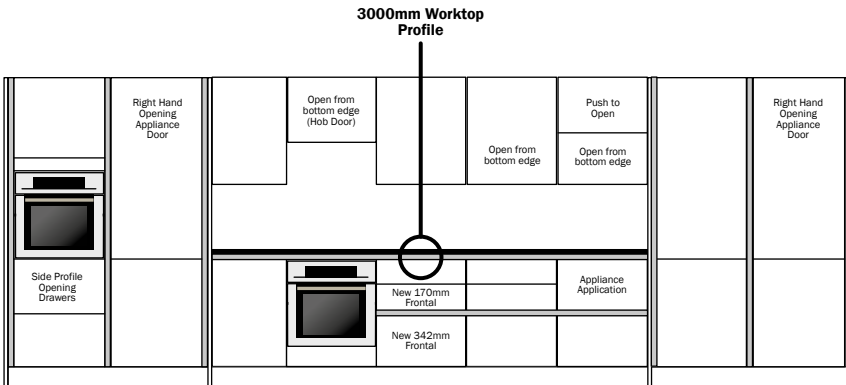 3000mm Worktop
Profile
Right Hand
Opening
Appliance
Door
Open from
bottom edge
(Hob Door)
Open from
bottom edge
Push to
Open
Open from
bottom edge
Right Hand
Opening
Appliance
Door
Side Profile
Opening
Drawers
New 170mm
Frontal
Appliance
Application
New 342mm
Frontal